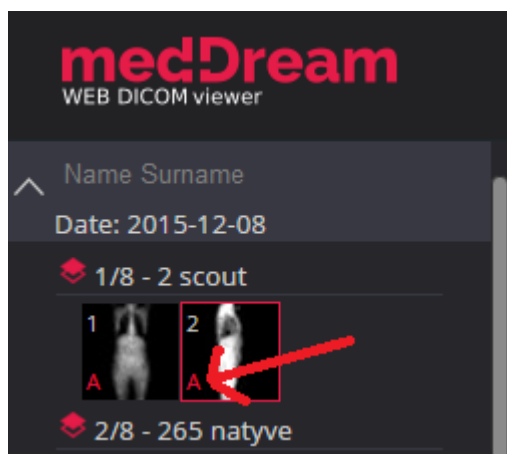 medDream
WEB DICOM viewer
Name Surname
Date: 2015-12-08
1/8 - 2 scout
1 2
A A
2/8 - 265 natyve